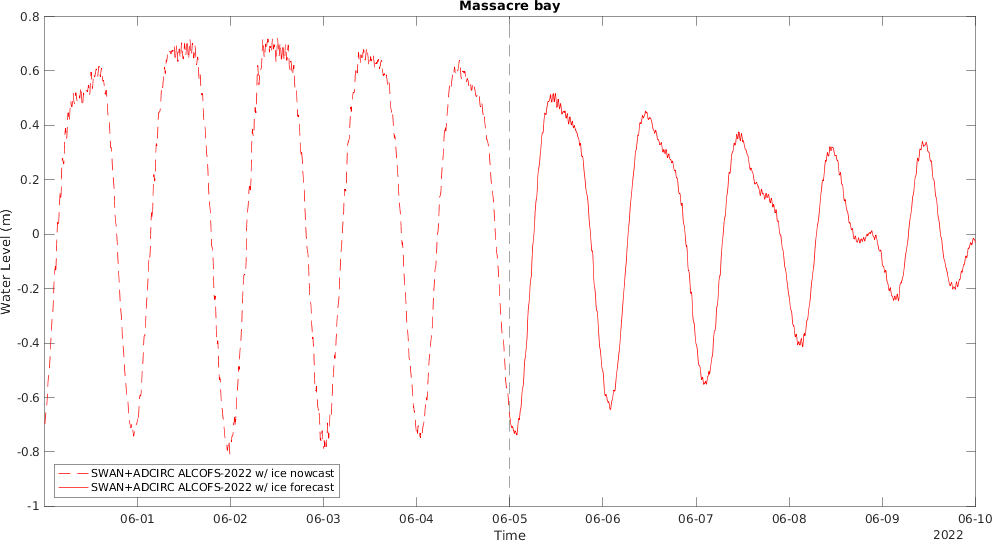 Massacre bay
0.8
0.6
0.4
0.2
0
-0.2
-0.4
-0.6
-0.8
-1
Water Level (m)
SWAN+ADCIRC ALCOFS-2022 w/ ice nowcast
SWAN+ADCIRC ALCOFS-2022 w/ ice forecast
06-01 06-02 06-03 06-04 06-05 06-06 06-07 06-08 06-09 06-10
Time
2022